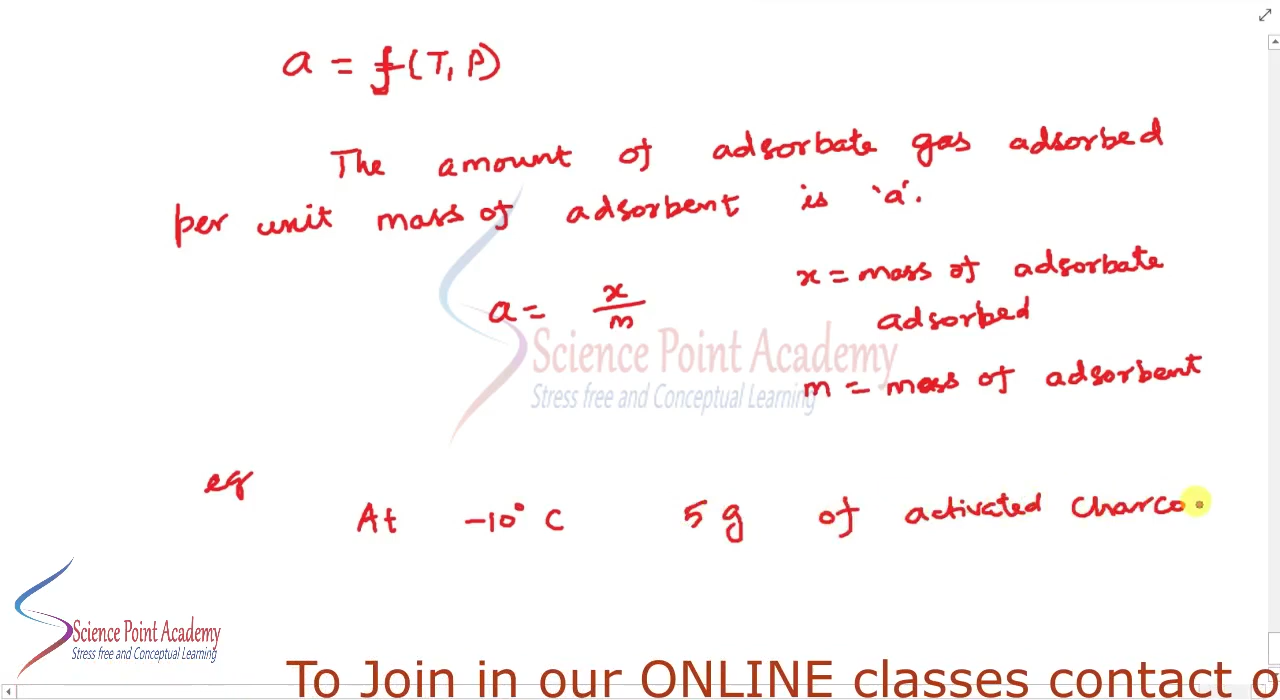 a = f(T, P)
The amount of adsorbate gas adsorbed
per unit mass of adsorbent is 'a'.
x = mass of adsorbate
adsorbed
a = x/m
Science Point Academy
Stress free and Conceptual Learning
m = mass of adsorbent
eg
At -10° C 5 g of activated Charco
Science Point Academy
Stress free and Conceptual Learning
To Join in our ONLINE classes contact o